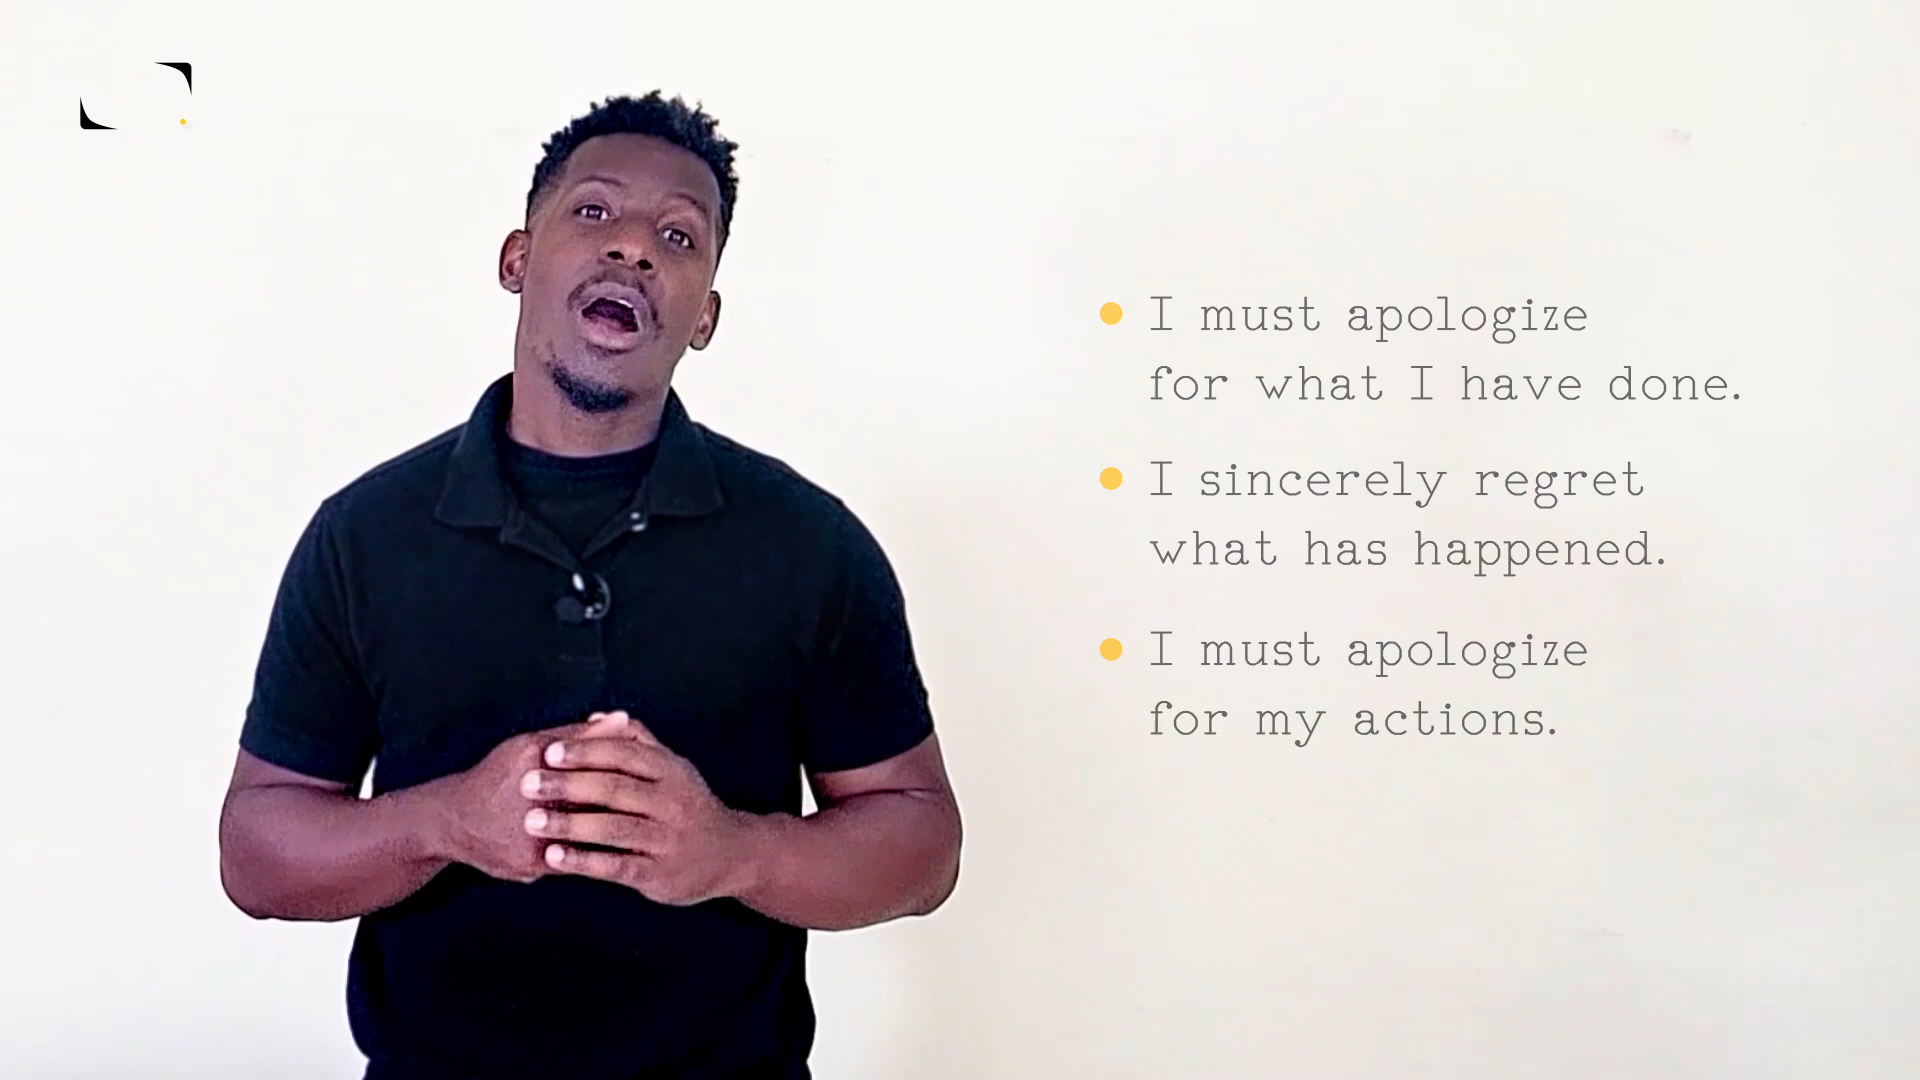 I must apologize
for what I have done.
I sincerely regret
what has happened.
I must apologize
for my actions.